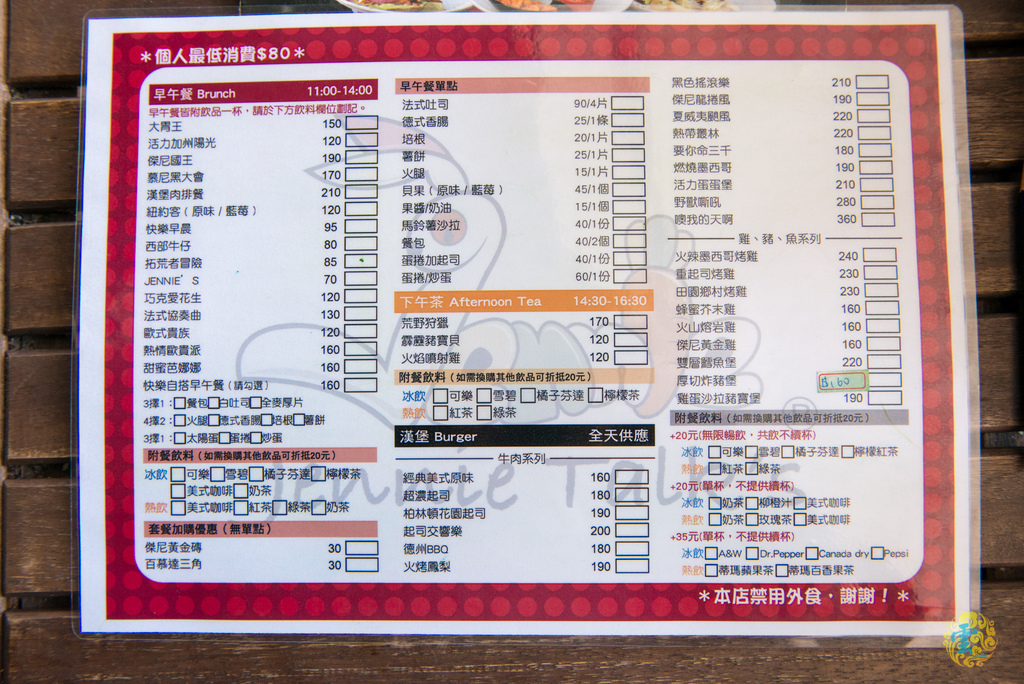 ＊個人最低消費$80＊
早午餐 Brunch 11:00-14:00
早午餐皆附飲品一杯，請於下方飲料欄位劃記。
大胃王 150
活力加州陽光 120
傑尼國王 190
慕尼黑大會 170
漢堡肉排餐 210
紐約客（原味 / 藍莓） 120
快樂早晨 95
西部牛仔 80
拓荒者冒險 85
JENNIE'S 70
巧克愛花生 120
法式協奏曲 130
歐式貴族 120
熱情歐貴派 160
甜蜜芭娜娜 160
快樂自搭早午餐（請勾選） 160
3擇1：□餐包□白吐司□全麥厚片
4擇2：□火腿□德式香腸□培根□薯餅
3擇1：□太陽蛋□蛋捲□炒蛋
附餐飲料（如需換購其他飲品可折抵20元）
冰飲 □可樂□雪碧□橘子芬達□檸檬茶
□美式咖啡□奶茶
熱飲 □美式咖啡□紅茶□綠茶□奶茶
套餐加購優惠（無單點）
傑尼黃金磚 30
百慕達三角 30
早午餐單點
法式吐司 90/4片
德式香腸 25/1條
培根 20/1片
薯餅 25/1片
火腿 15/1片
貝果（原味 / 藍莓） 45/1個
果醬/奶油 15/1個
馬鈴薯沙拉 40/1份
餐包 40/2個
蛋捲加起司 40/1份
蛋捲/炒蛋 60/1份
下午茶 Afternoon Tea 14:30-16:30
荒野狩獵 170
霹靂豬寶貝 120
火焰噴射雞 120
附餐飲料（如需換購其他飲品可折抵20元）
冰飲 □可樂□雪碧□橘子芬達□檸檬茶
熱飲 □紅茶□綠茶
漢堡 Burger 全天供應
牛肉系列
經典美式原味 160
超濃起司 180
柏林頓花園起司 190
起司交響樂 200
德州BBQ 180
火烤鳳梨 190
黑色搖滾樂 210
傑尼龍捲風 190
夏威夷颶風 220
熱帶叢林 220
要你命三千 180
燃燒墨西哥 190
活力蛋蛋堡 210
野獸嘶吼 280
噢我的天啊 360
雞、豬、魚系列
火辣墨西哥烤雞 240
重起司烤雞 230
田園鄉村烤雞 230
蜂蜜芥末雞 160
火山熔岩雞 160
傑尼黃金雞 160
雙層鱈魚堡 220
厚切炸豬堡 $160
雞蛋沙拉豬寶堡 190
附餐飲料（如需換購其他飲品可折抵20元）
+20元(無限暢飲，共飲不續杯)
冰飲 □可樂□雪碧□橘子芬達□檸檬紅茶
熱飲□紅茶□綠茶
+20元(單杯，不提供續杯)
冰飲 □奶茶□柳橙汁□美式咖啡
熱飲□奶茶□玫瑰茶□美式咖啡
+35元(單杯，不提供續杯)
冰飲□A&W □Dr.Pepper□Canada dry□Pepsi
熱飲□蒂瑪蘋果茶□蒂瑪百香果茶
＊本店禁用外食，謝謝！＊